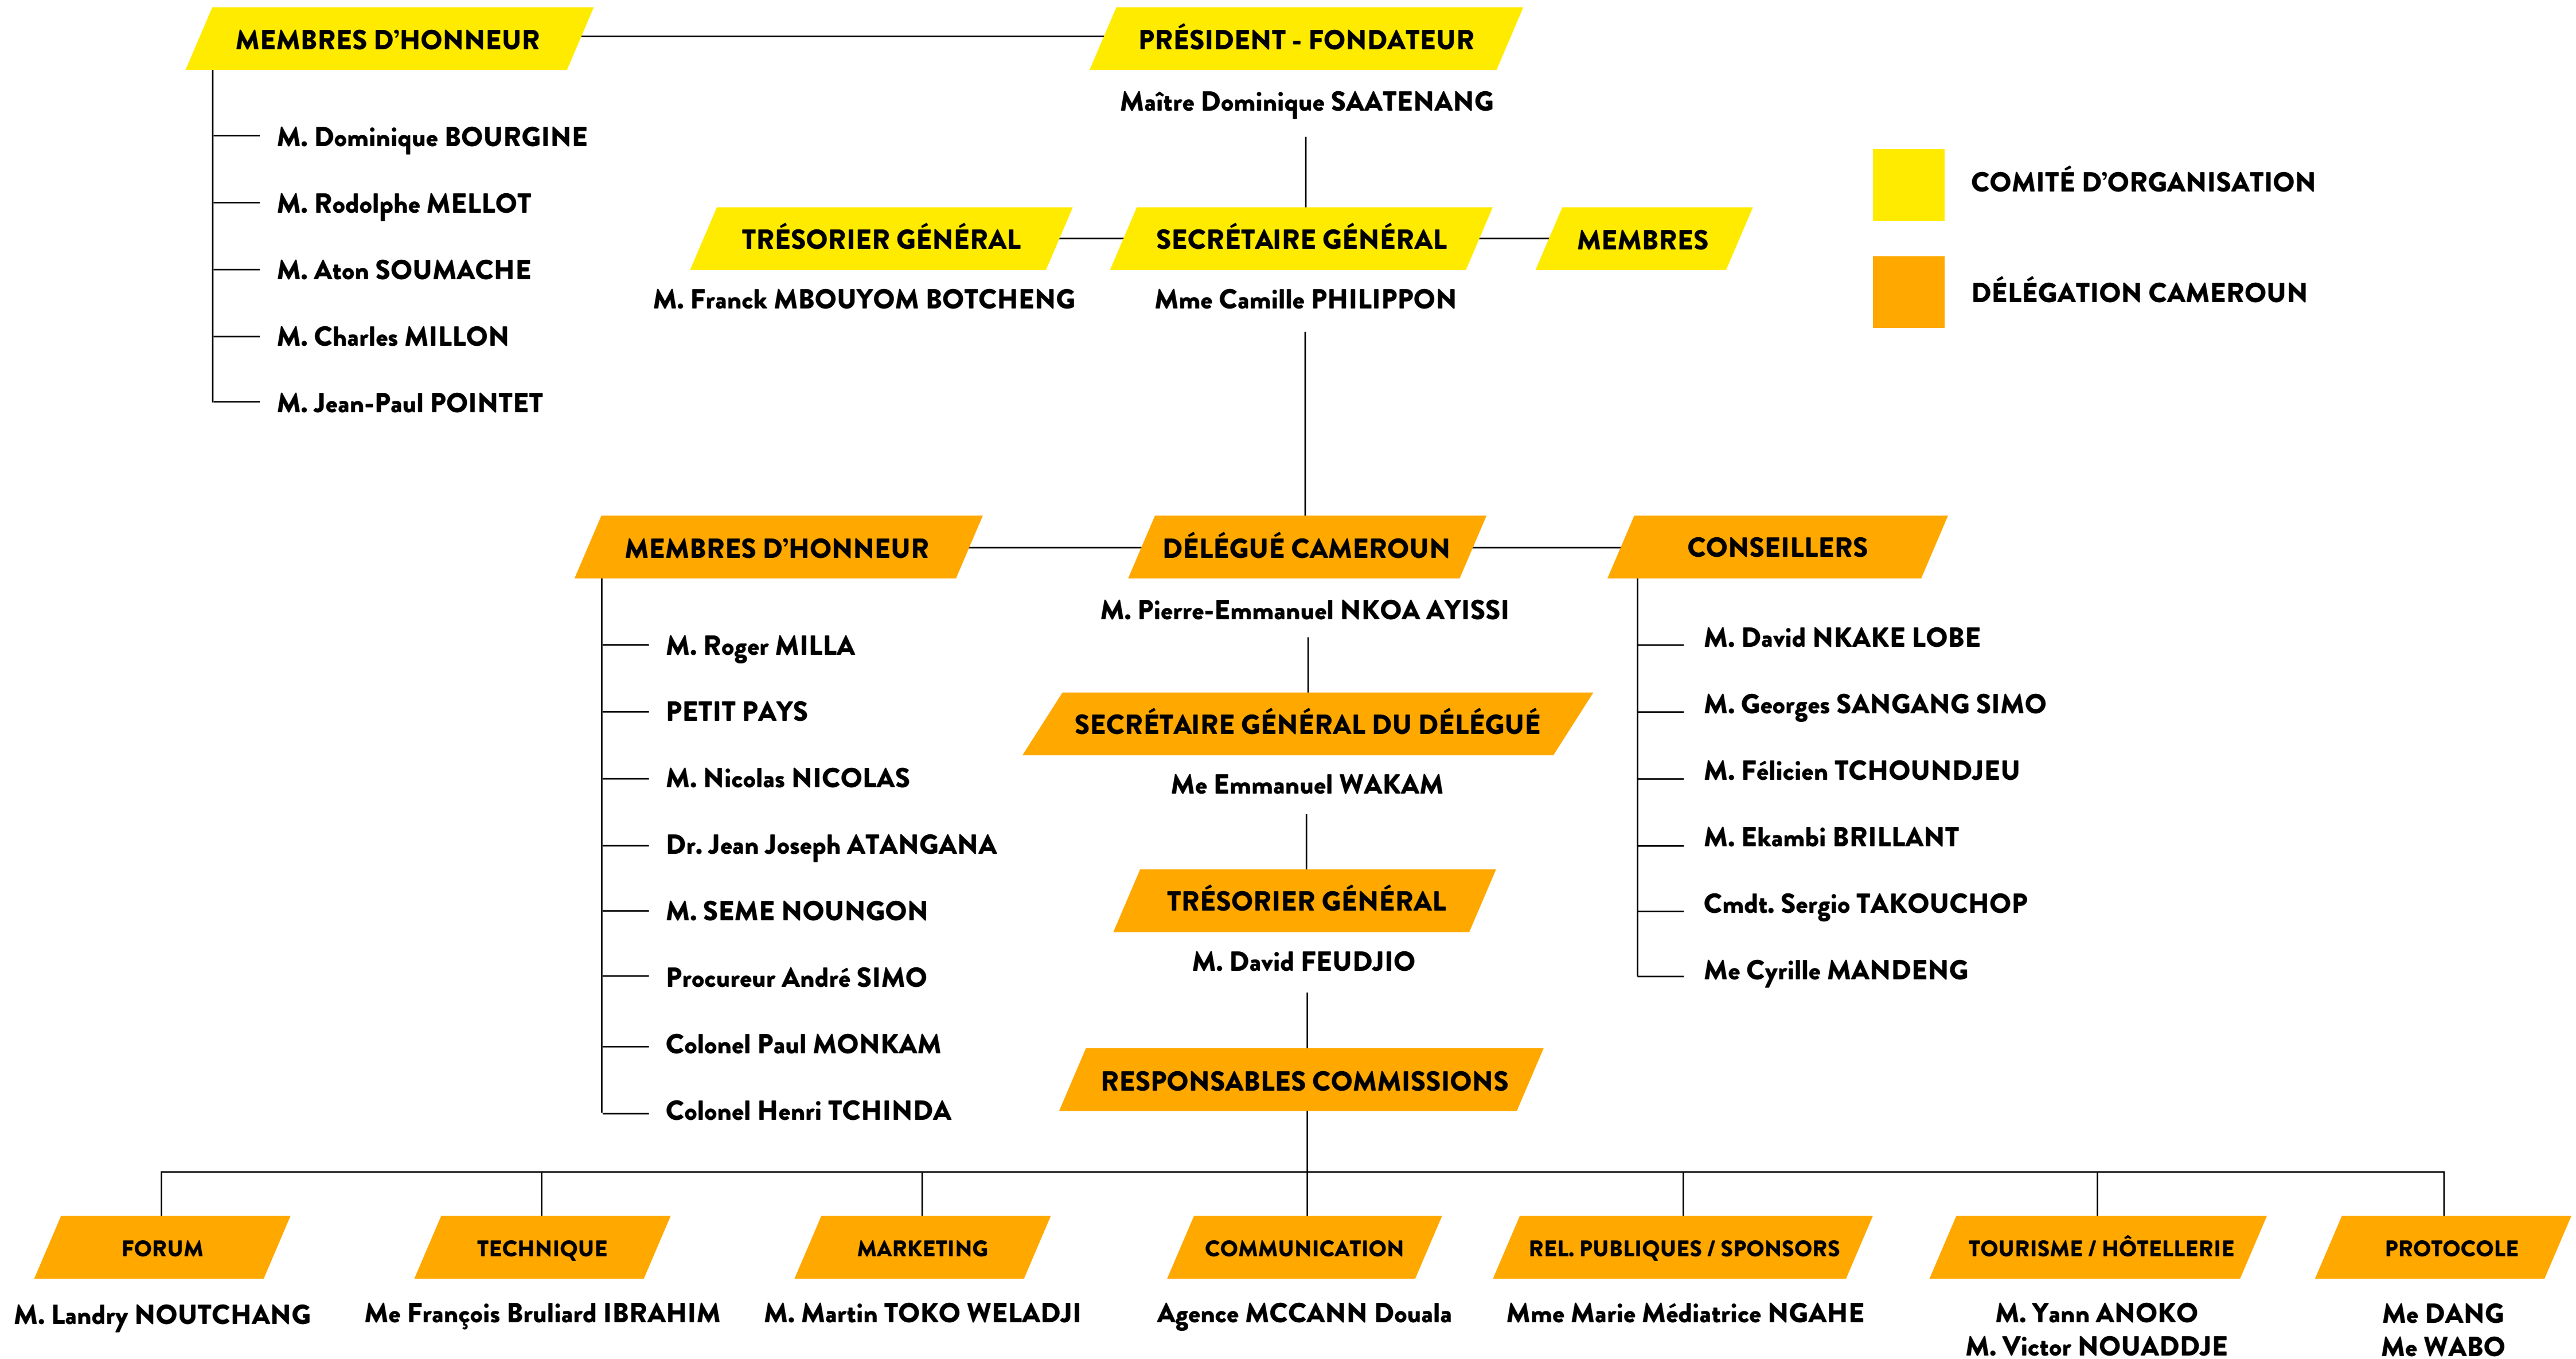 MEMBRES D’HONNEUR
PRÉSIDENT - FONDATEUR
Maître Dominique SAATENANG
M. Dominique BOURGINE
M. Rodolphe MELLOT
M. Aton SOUMACHE
M. Charles MILLON
M. Jean-Paul POINTET
TRÉSORIER GÉNÉRAL
M. Franck MBOUYOM BOTCHENG
SECRÉTAIRE GÉNÉRAL
Mme Camille PHILIPPON
MEMBRES
COMITÉ D’ORGANISATION
DÉLÉGATION CAMEROUN
MEMBRES D’HONNEUR
M. Roger MILLA
PETIT PAYS
M. Nicolas NICOLAS
Dr. Jean Joseph ATANGANA
M. SEME NOUNGON
Procureur André SIMO
Colonel Paul MONKAM
Colonel Henri TCHINDA
DÉLÉGUÉ CAMEROUN
M. Pierre-Emmanuel NKOA AYISSI
SECRÉTAIRE GÉNÉRAL DU DÉLÉGUÉ
Me Emmanuel WAKAM
TRÉSORIER GÉNÉRAL
M. David FEUDJIO
RESPONSABLES COMMISSIONS
CONSEILLERS
M. David NKAKE LOBE
M. Georges SANGANG SIMO
M. Félicien TCHOUNDJEU
M. Ekambi BRILLANT
Cmdt. Sergio TAKOUCHOP
Me Cyrille MANDENG
FORUM
M. Landry NOUTCHANG
TECHNIQUE
Me François Bruliard IBRAHIM
MARKETING
M. Martin TOKO WELADJI
COMMUNICATION
Agence MCCANN Douala
REL. PUBLIQUES / SPONSORS
Mme Marie Médiatrice NGAHE
TOURISME / HÔTELLERIE
M. Yann ANOKO
M. Victor NOUADDJE
PROTOCOLE
Me DANG
Me WABO